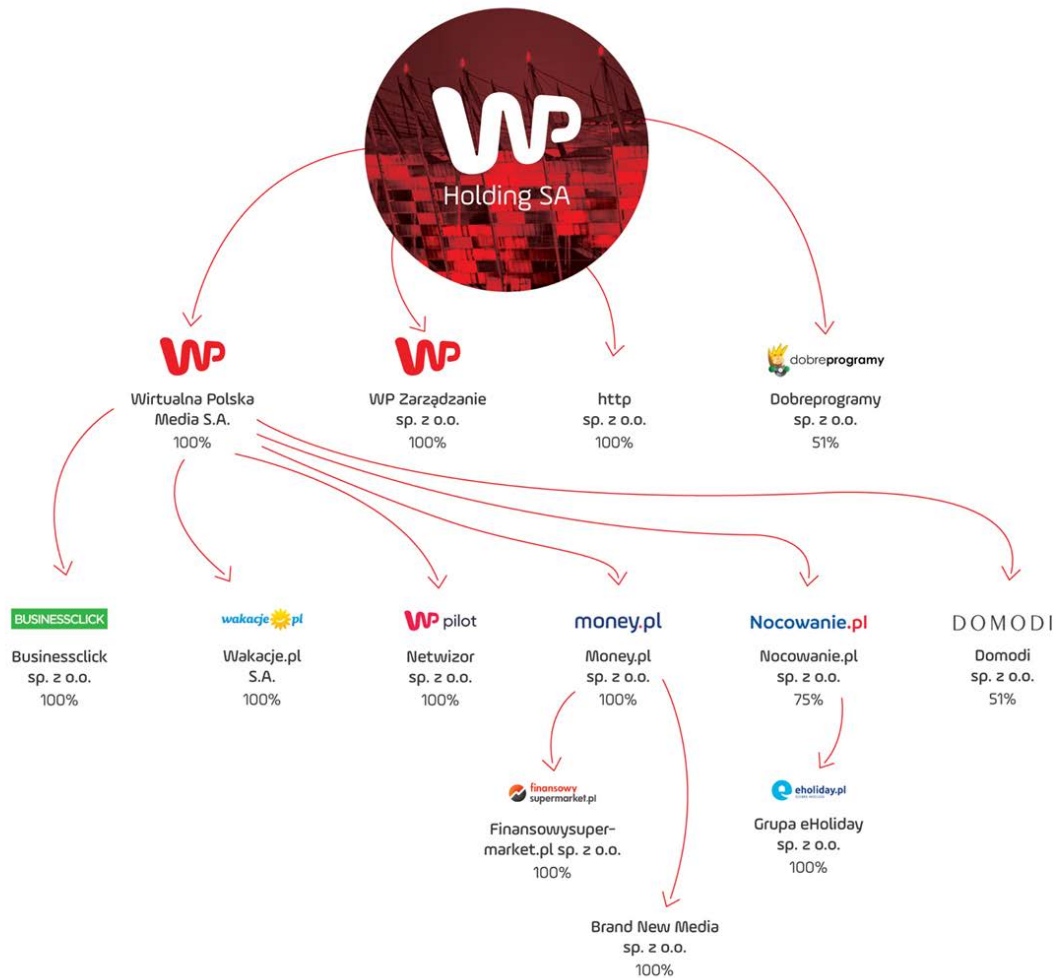 WP
Holding SA
WP
WP
dobreprogramy
Wirtualna Polska
Media S.A.
100%
WP Zarządzanie
sp. z o.o.
100%
http
sp. z o.o.
100%
Dobreprogramy
sp. z o.o.
51%
BUSINESSCLICK
wakacje pl
WP pilot
money.pl
Nocowanie.pl
DOMODI
Businessclick
sp. z o.o.
100%
Wakacje.pl
S.A.
100%
Netwizor
sp. z o.o.
100%
Money.pl
sp. z o.o.
100%
Nocowanie.pl
sp. z o.o.
75%
Domodi
sp. z o.o.
51%
finansowy
supermarket.pl
eholiday.pl
Finansowysuper-
market.pl sp. z o.o.
100%
Grupa eHoliday
sp. z o.o.
100%
Brand New Media
sp. z o.o.
100%